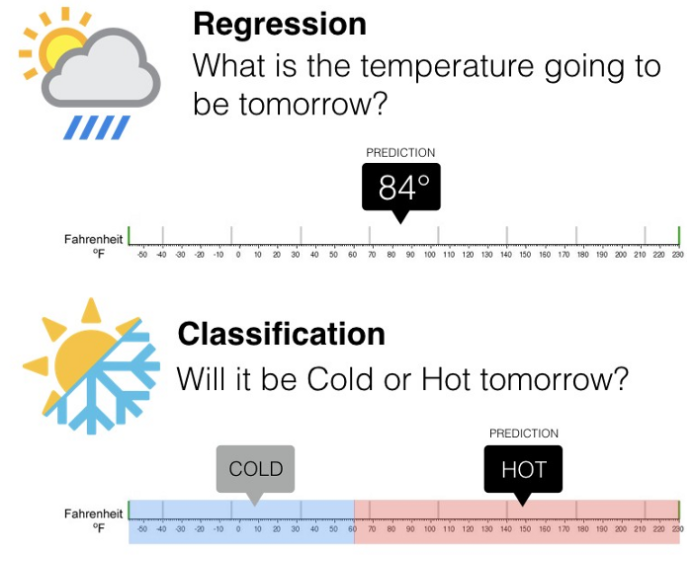 Regression
What is the temperature going to
be tomorrow?
PREDICTION
84°
Fahrenheit
°F
-50 -40 -30 -20 -10 0 10 20 30 40 50 60 70 80 90 100 110 120 130 140 150 160 170 180 190 200 210 220 230
Classification
Will it be Cold or Hot tomorrow?
PREDICTION
COLD
HOT
Fahrenheit
°F
-50 -40 -30 -20 -10 0 10 20 30 40 50 60 70 80 90 100 110 120 130 140 150 160 170 180 190 200 210 220 230